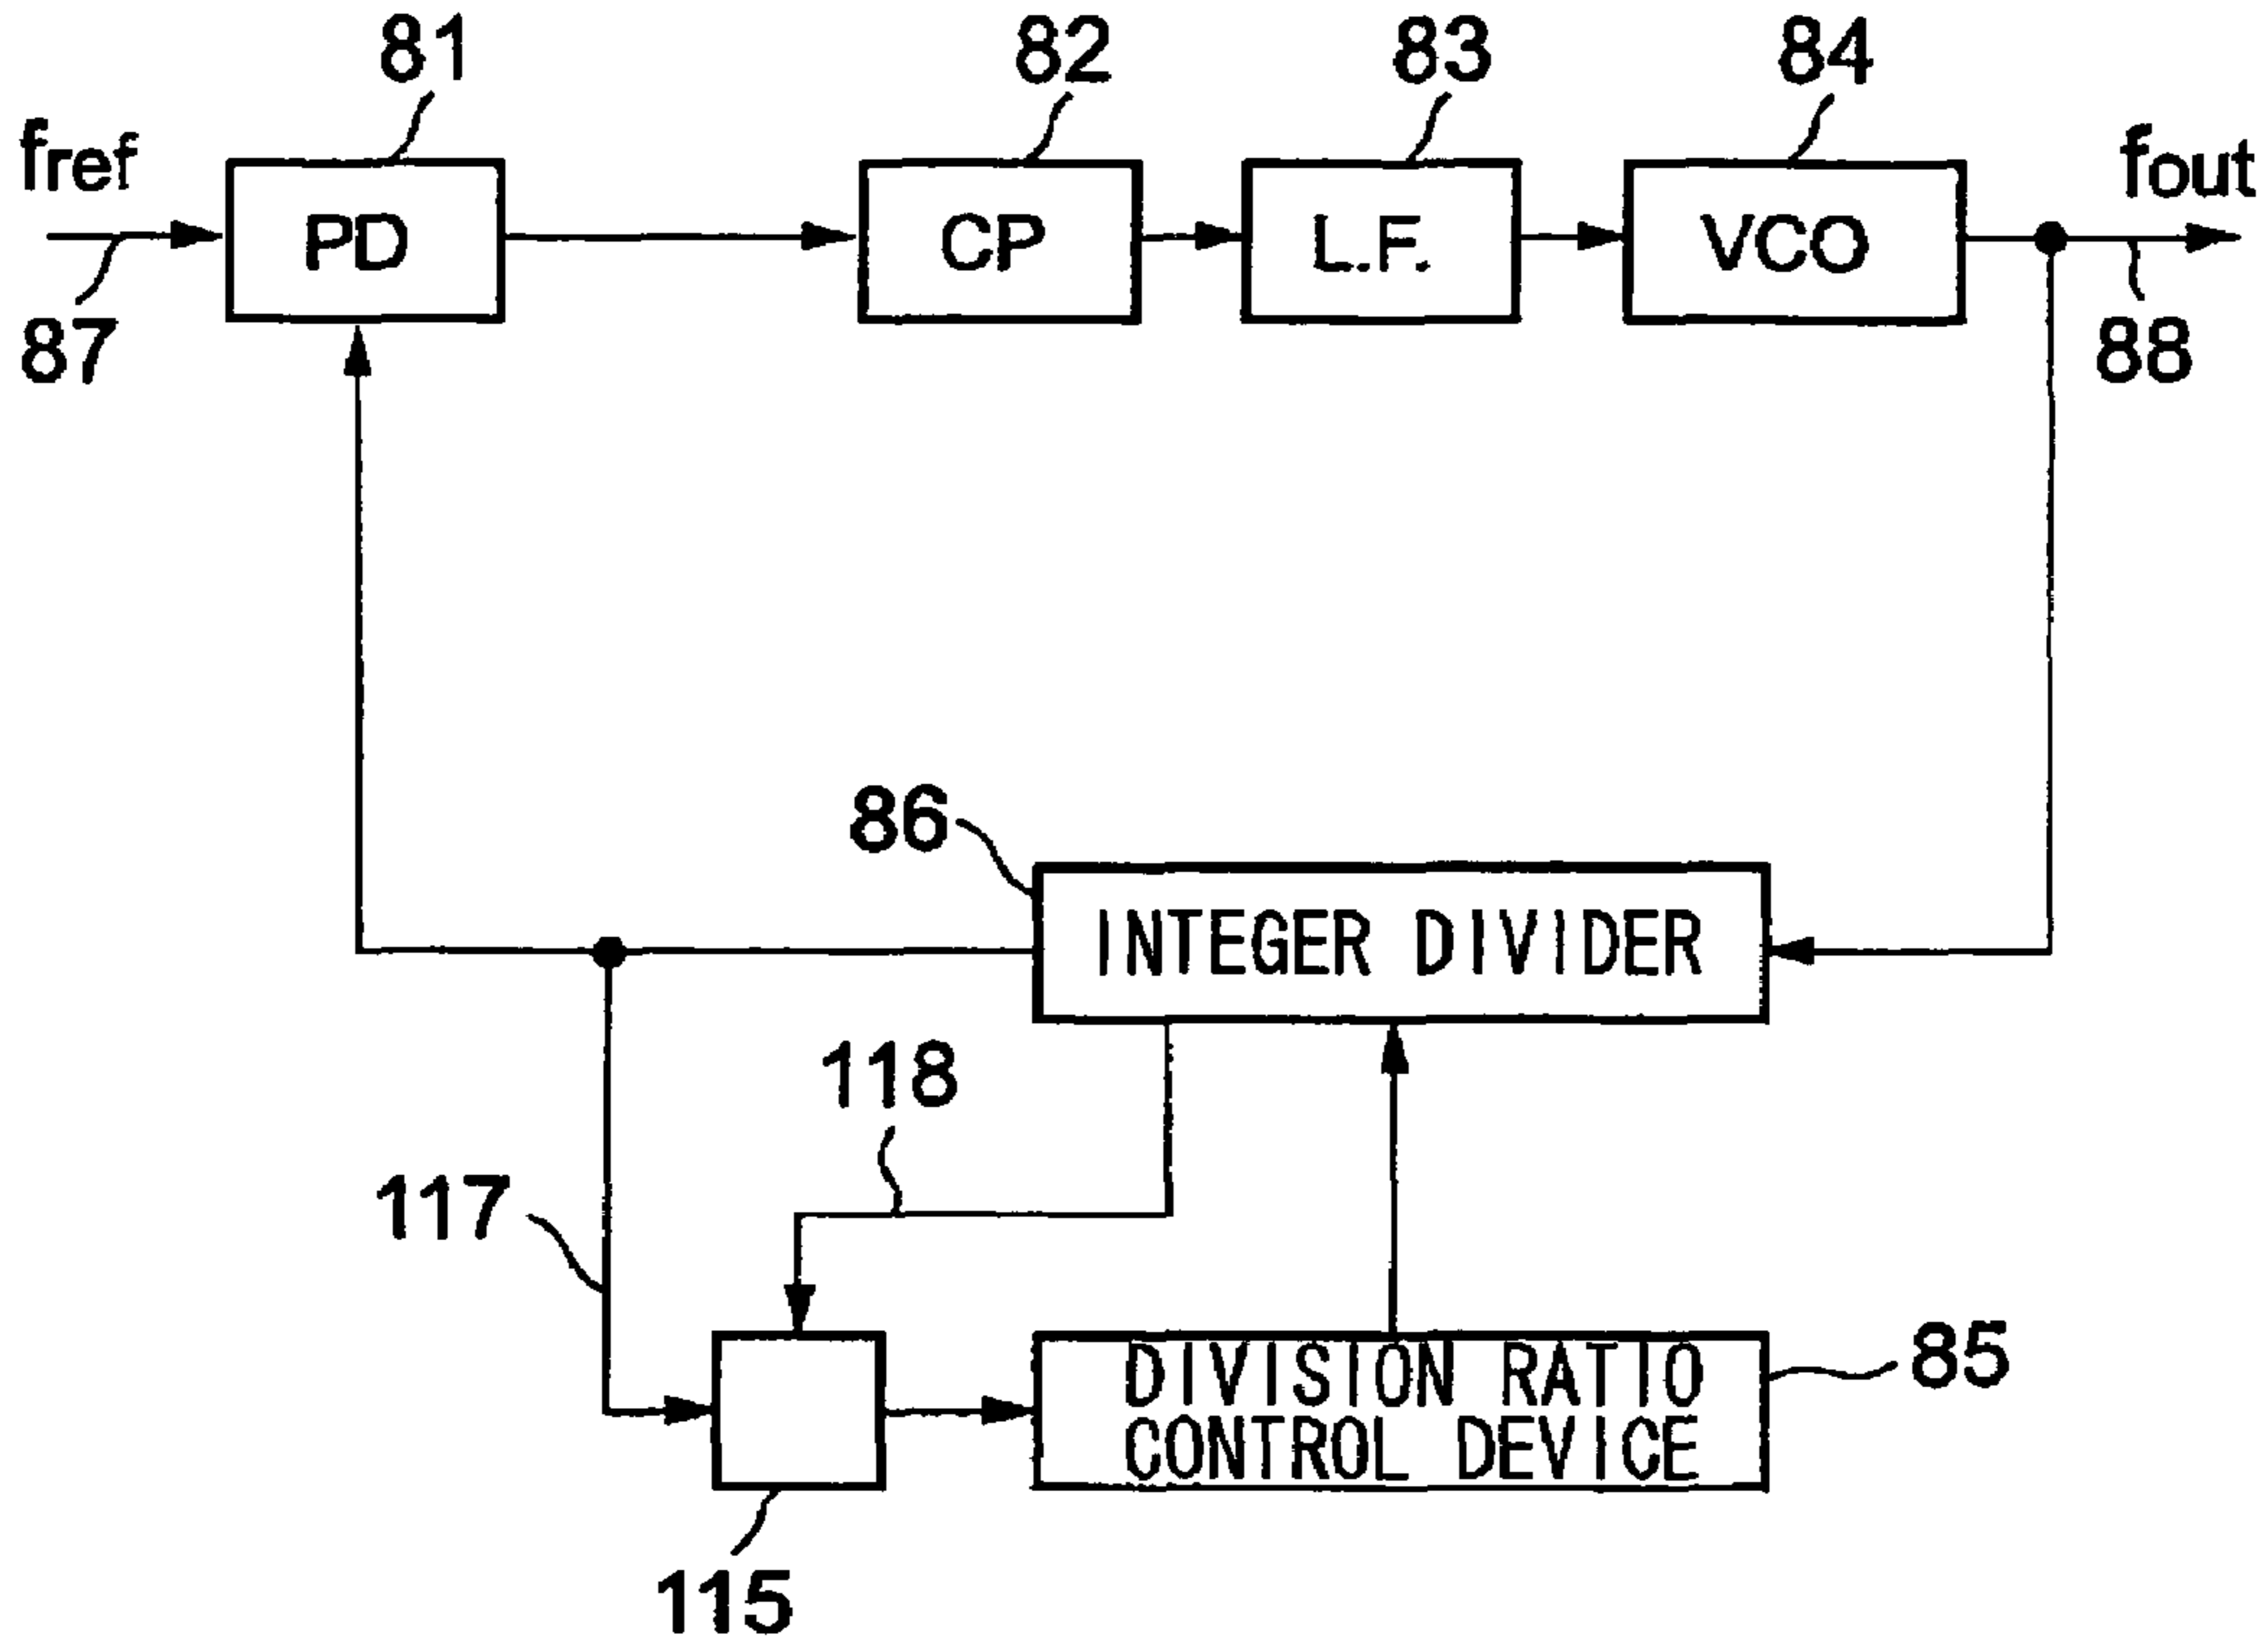 81
82
83
84
fref
fout
PD
CP
L.F.
VCO
87
88
86
INTEGER DIVIDER
118
117
DIVISION RATIO
CONTROL DEVICE
85
115